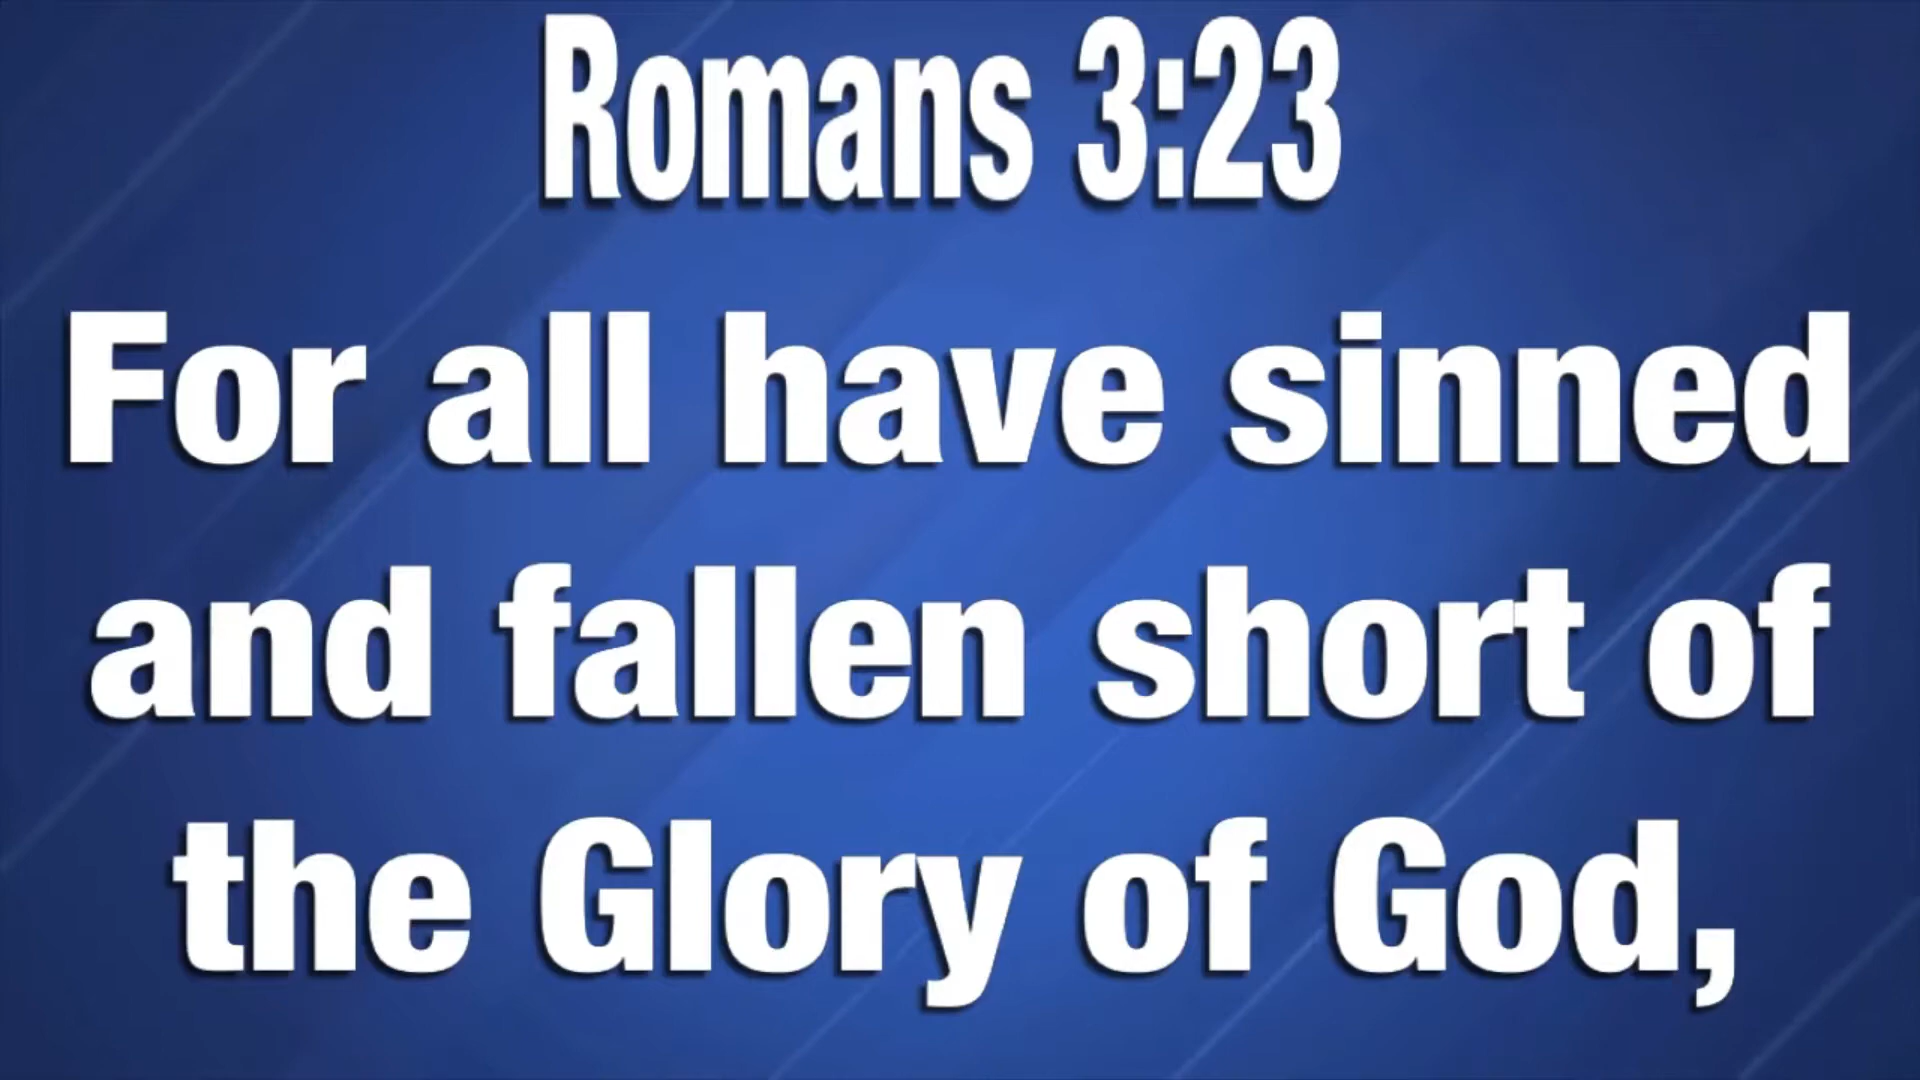 Romans 3:23
For all have sinned
and fallen short of
the Glory of God,